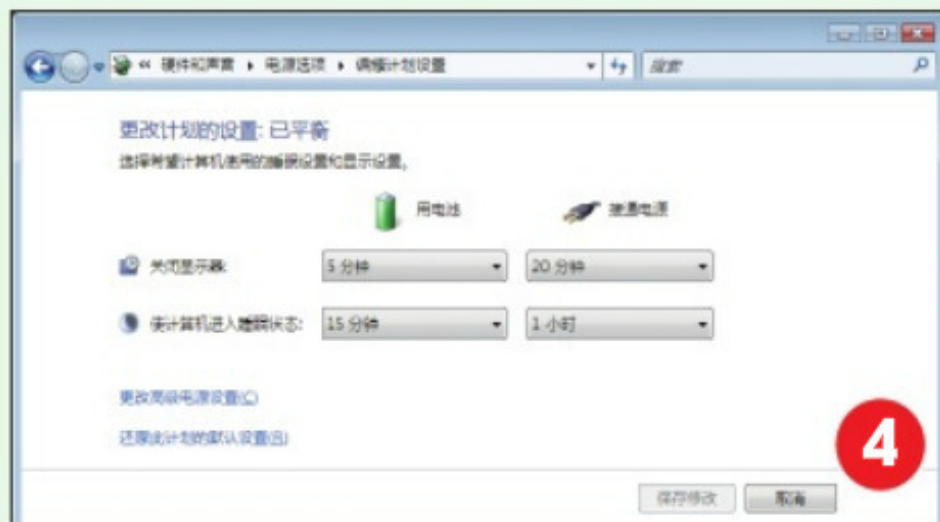 « 硬件和声音 ▸ 电源选项 ▸ 编辑计划设置
搜索
更改计划的设置: 已平衡
选择希望计算机使用的睡眠设置和显示设置。
用电池 接通电源
关闭显示器: 5 分钟 20 分钟
使计算机进入睡眠状态: 15 分钟 1 小时
更改高级电源设置(C)
还原此计划的默认设置(R)
4
保存修改 取消